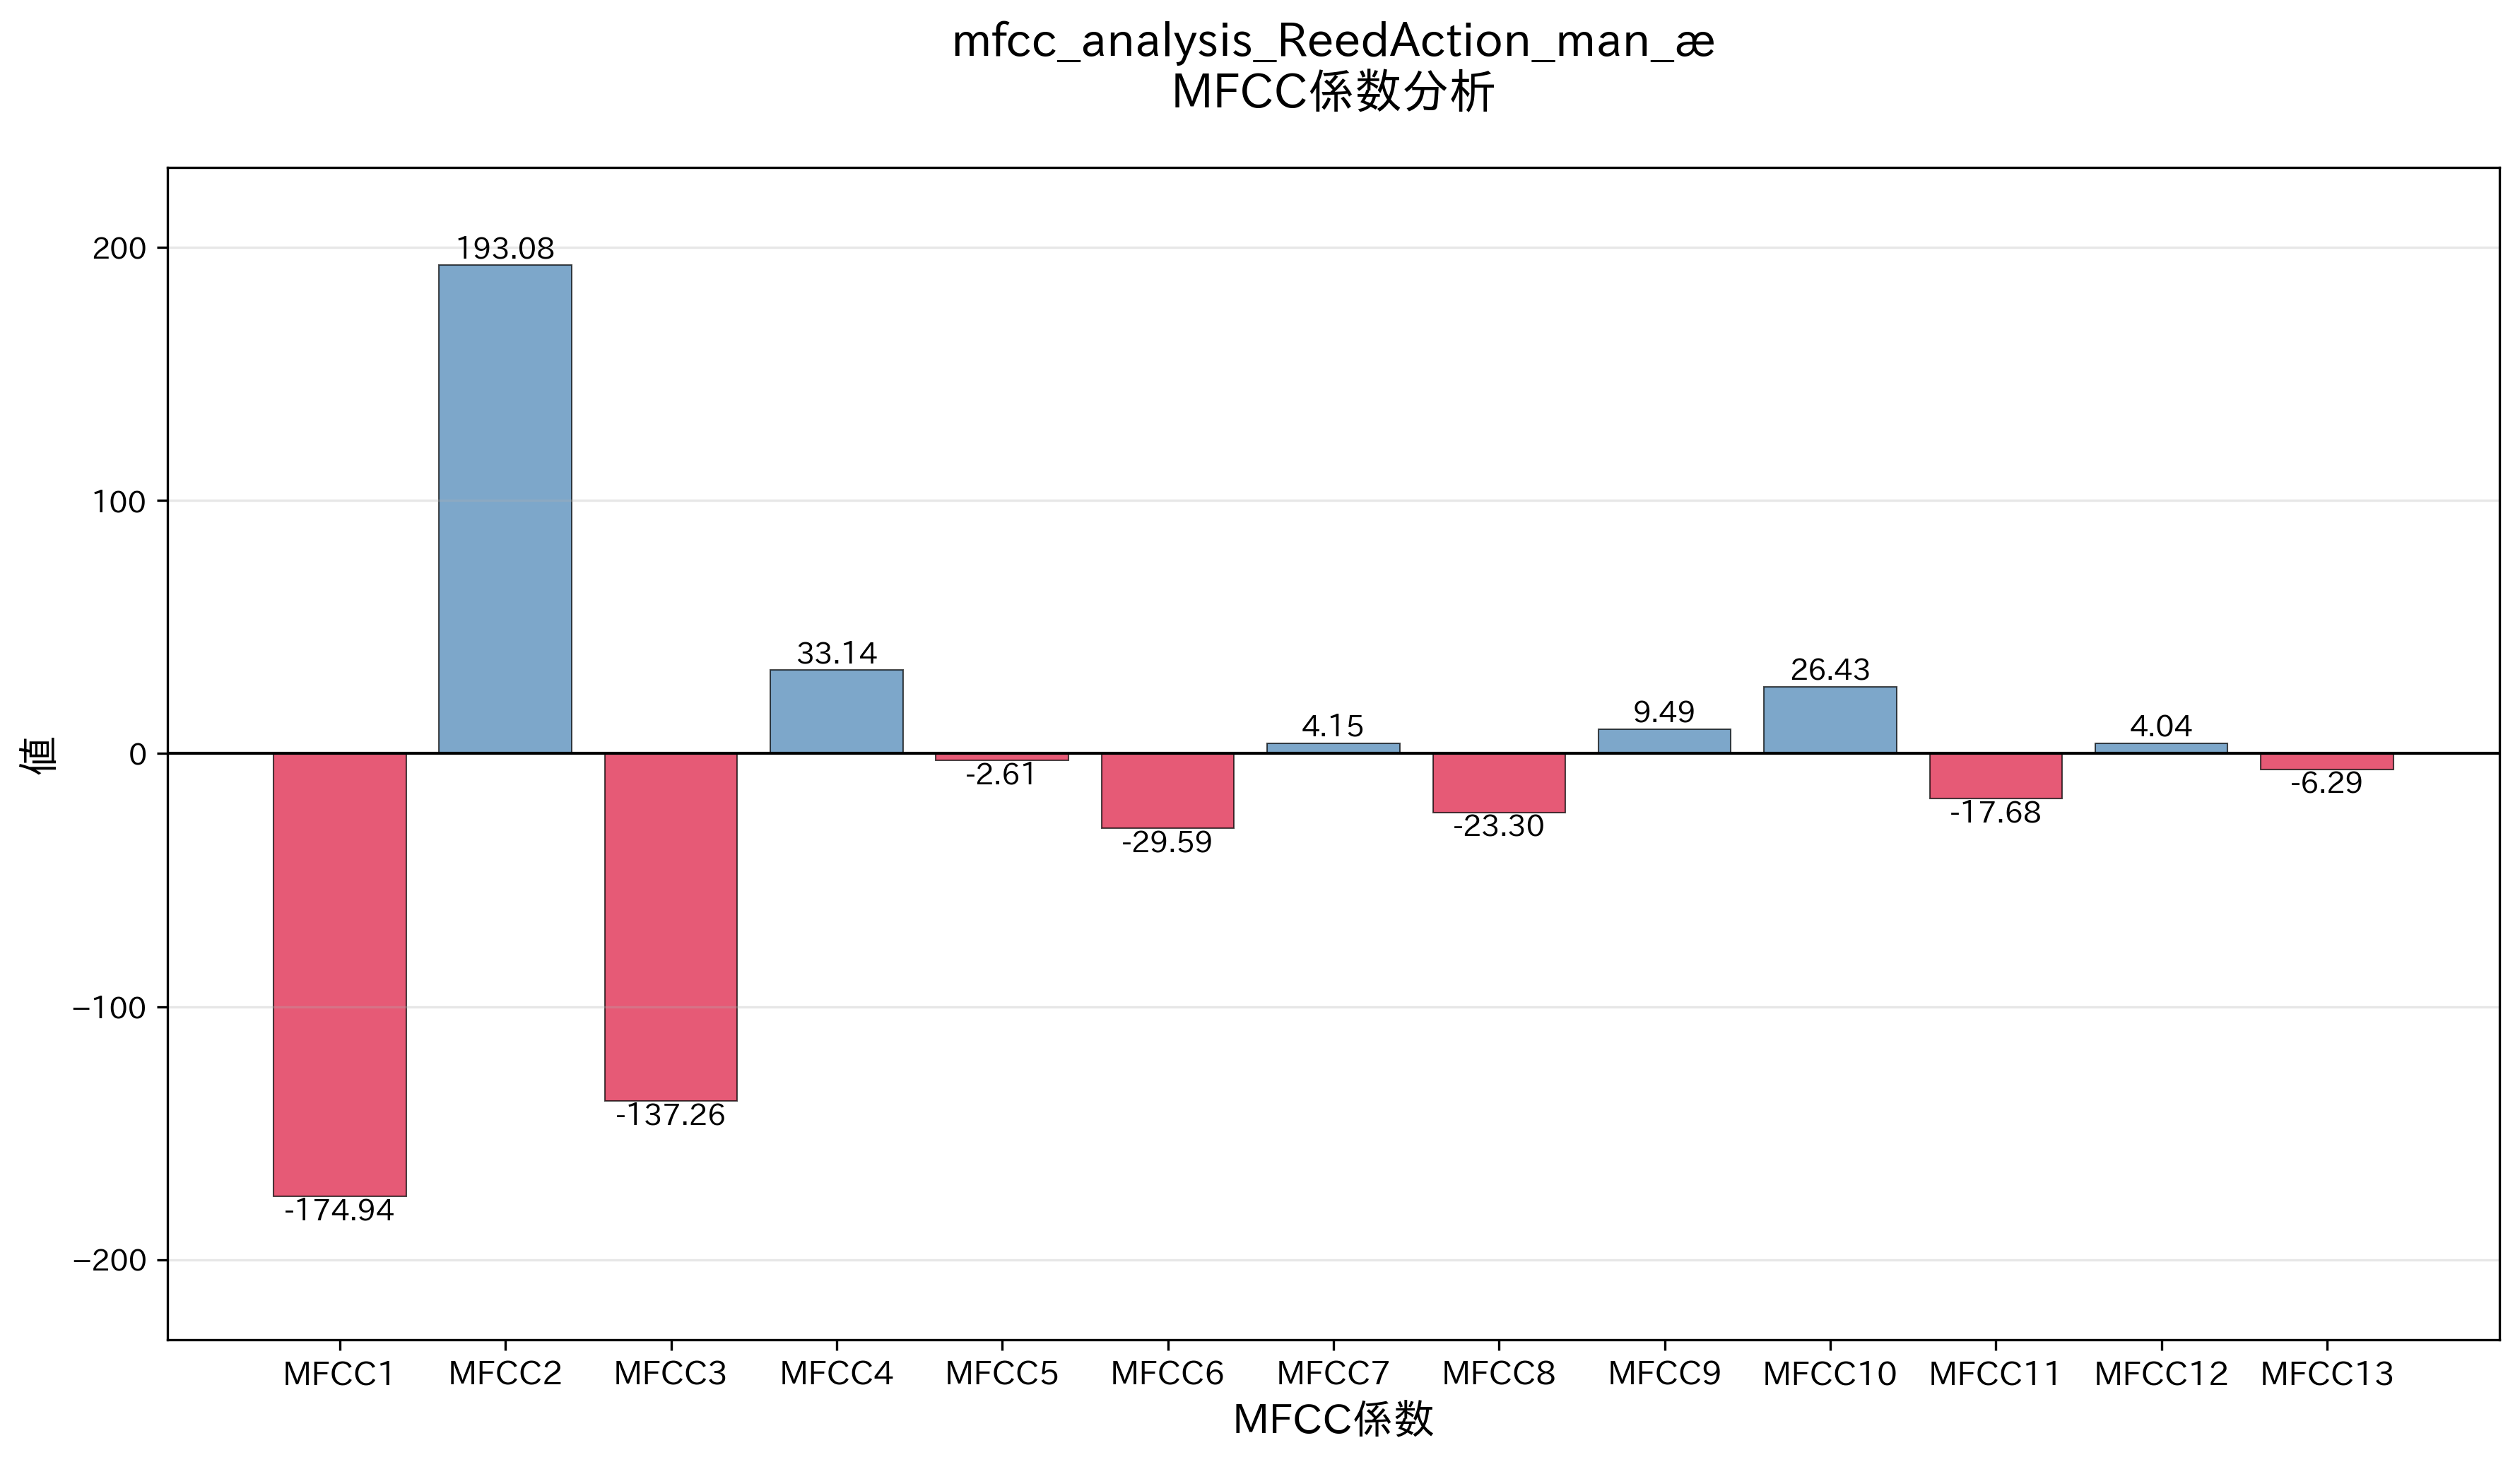 mfcc_analysis_ReedAction_man_æ
MFCC係数分析
値
200
100
0
−100
−200
-174.94
193.08
-137.26
33.14
-2.61
-29.59
4.15
-23.30
9.49
26.43
-17.68
4.04
-6.29
MFCC1
MFCC2
MFCC3
MFCC4
MFCC5
MFCC6
MFCC7
MFCC8
MFCC9
MFCC10
MFCC11
MFCC12
MFCC13
MFCC係数